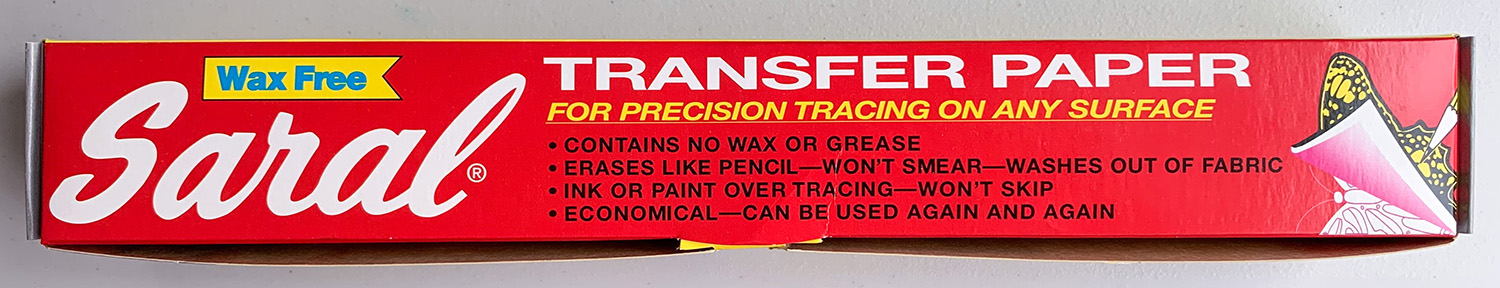 Wax Free
Saral®
TRANSFER PAPER
FOR PRECISION TRACING ON ANY SURFACE
• CONTAINS NO WAX OR GREASE
• ERASES LIKE PENCIL—WON'T SMEAR—WASHES OUT OF FABRIC
• INK OR PAINT OVER TRACING—WON'T SKIP
• ECONOMICAL—CAN BE USED AGAIN AND AGAIN